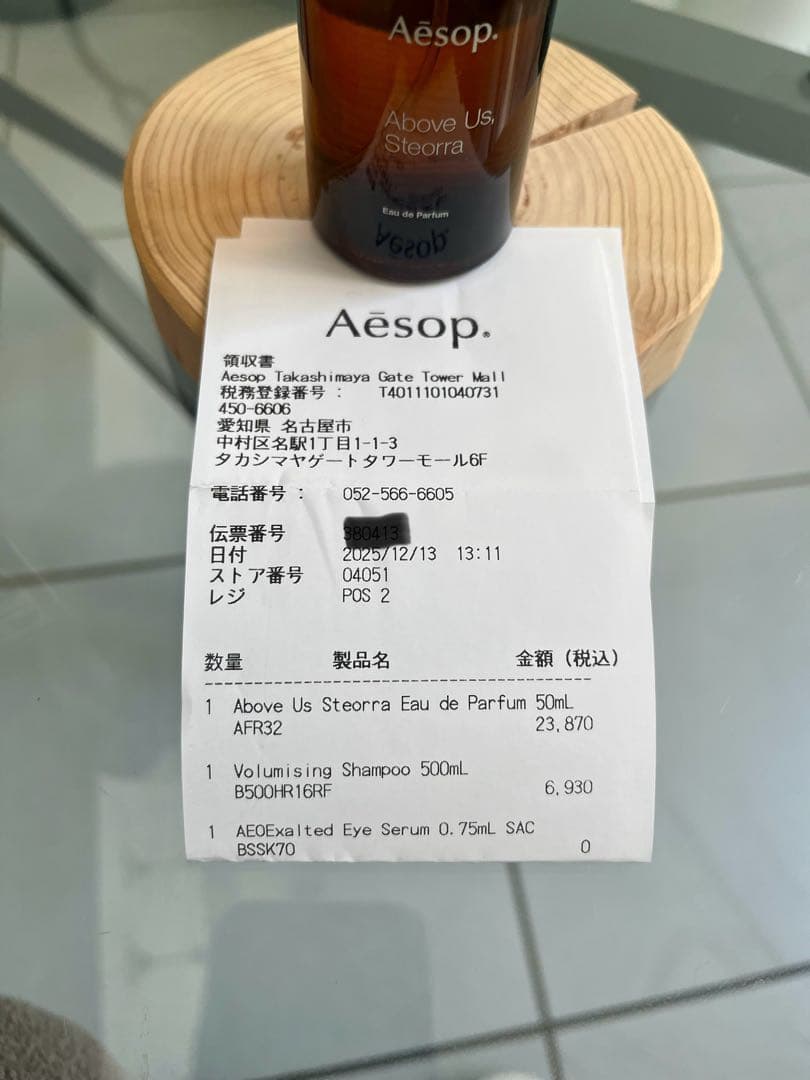 Aēsop.
Above Us,
Steorra
Eau de Parfum
Aēsop.
領収書
Aesop Takashimaya Gate Tower Mall
税務登録番号 : T4011101040731
450-6606
愛知県 名古屋市
中村区名駅1丁目1-1-3
タカシマヤゲートタワーモール6F
電話番号 : 052-566-6605
伝票番号
日付 2025/12/13 13:11
ストア番号 04051
レジ POS 2
数量 製品名 金額 (税込)
1 Above Us Steorra Eau de Parfum 50mL
AFR32 23,870
1 Volumising Shampoo 500mL
B500HR16RF 6,930
1 AEOExalted Eye Serum 0.75mL SAC
BSSK70 0